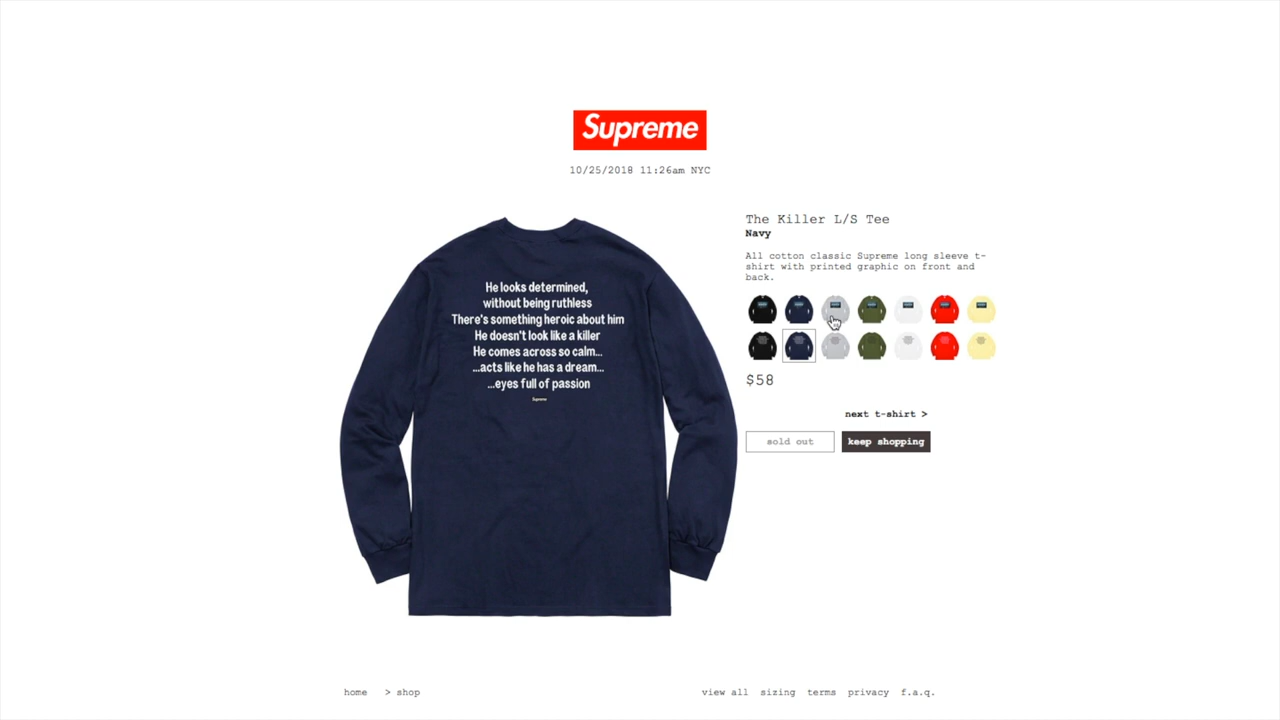 Supreme
10/25/2018 11:26am NYC
The Killer L/S Tee
Navy
All cotton classic Supreme long sleeve t-
shirt with printed graphic on front and
back.
He looks determined,
without being ruthless
There's something heroic about him
He doesn't look like a killer
He comes across so calm...
...acts like he has a dream...
...eyes full of passion
Supreme
$58
next t-shirt >
sold out
keep shopping
home > shop
view all sizing terms privacy f.a.q.